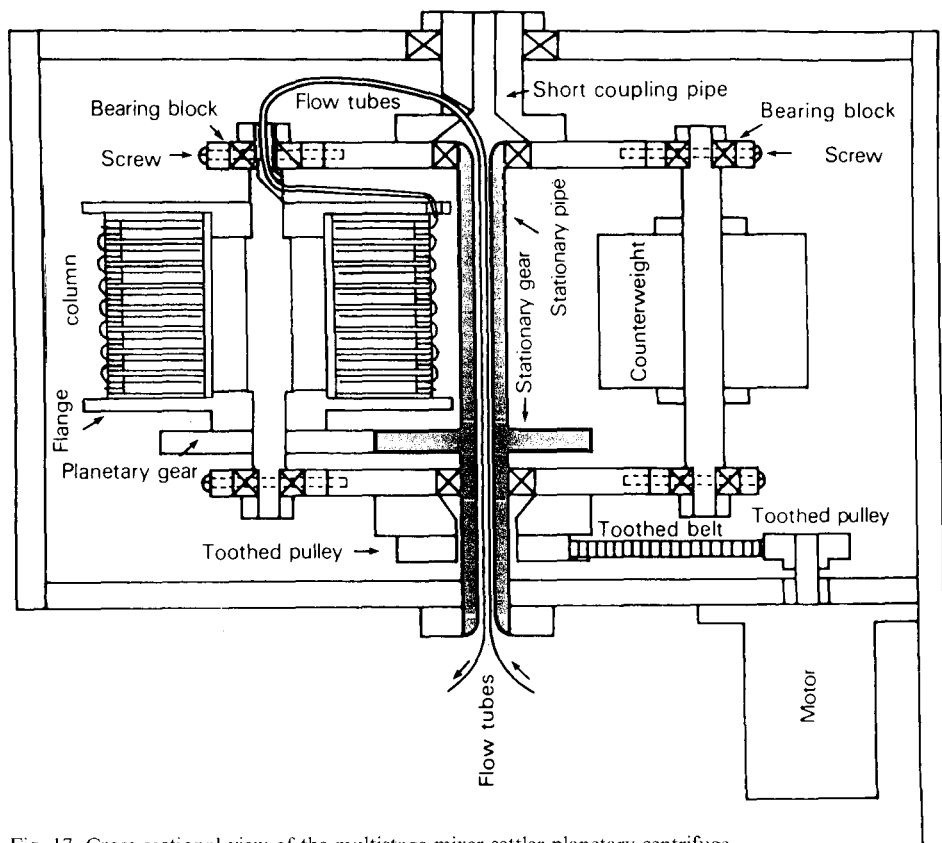 Flow tubes
Short coupling pipe
Bearing block
Bearing block
Screw
Screw
column
Stationary pipe
Stationary gear
Counterweight
Flange
Planetary gear
Toothed belt
Toothed pulley
Toothed pulley
Flow tubes
Motor
Fig. 17. Cross-sectional view of the multistage mixer-settler planetary centrifuge